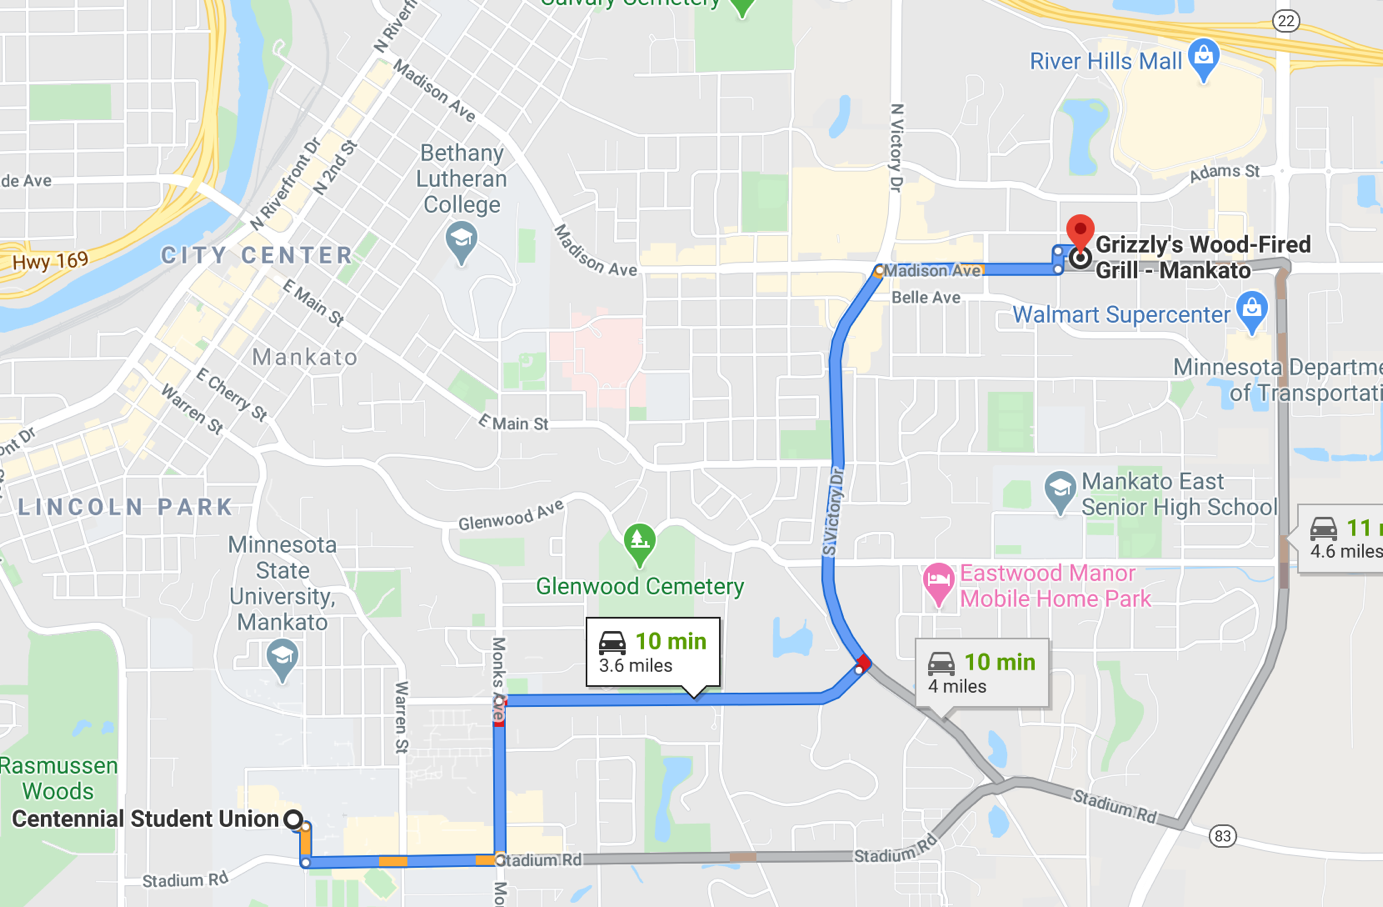 Calvary Cemetery
N Riverfr
22
River Hills Mall
Madison Ave
N Victory Dr
N Riverfront Dr
N 2nd St
Bethany
Lutheran
College
Adams St
de Ave
Madison Ave
CITY CENTER
Hwy 169
Grizzly's Wood-Fired
Grill - Mankato
Madison Ave
Belle Ave
E Main St
Walmart Supercenter
Mankato
Minnesota Departme
of Transportati
E Cherry St
Warren St
E Main St
ont Dr
S Victory Dr
Mankato East
Senior High School
LINCOLN PARK
Glenwood Ave
11
4.6 miles
Minnesota
State
University,
Mankato
Glenwood Cemetery
Eastwood Manor
Mobile Home Park
10 min
3.6 miles
10 min
4 miles
Monks Ave
Warren St
Rasmussen
Woods
Centennial Student Union
Stadium Rd
83
Stadium Rd
Stadium Rd
Stadium Rd
Mo